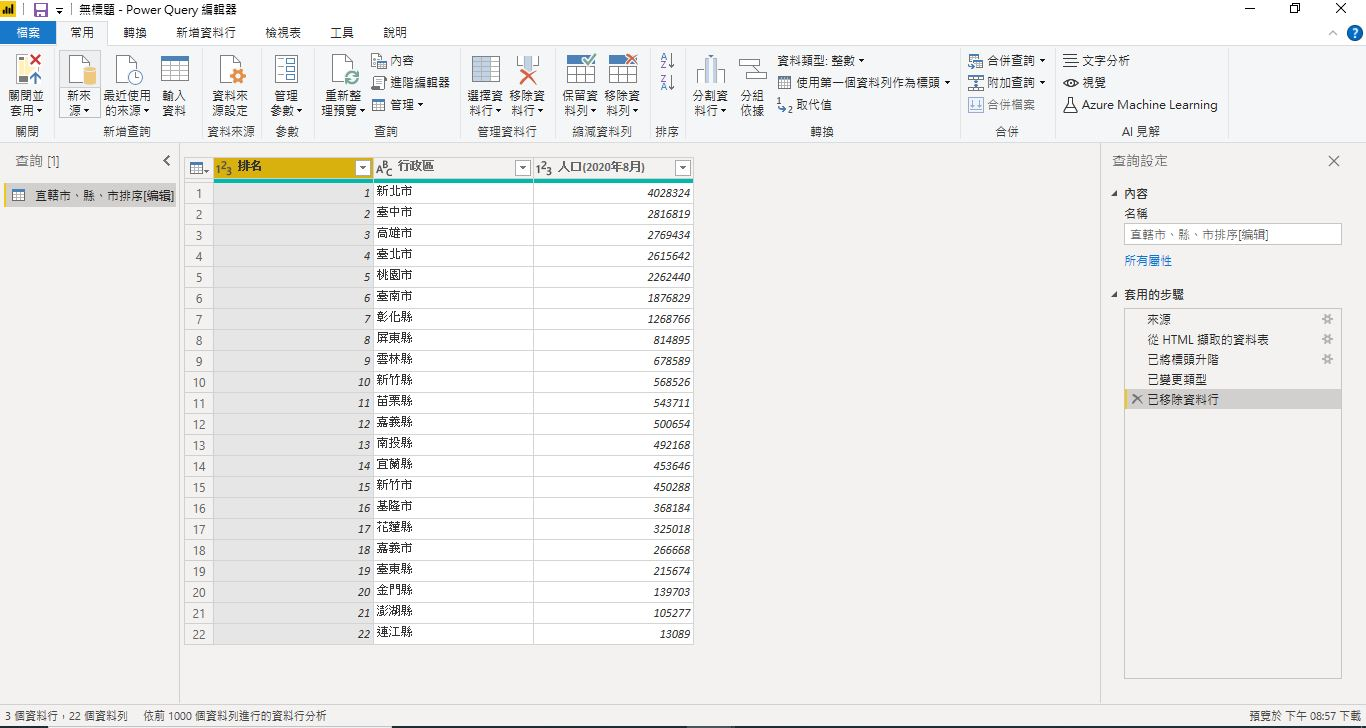 無標題 - Power Query 編輯器
檔案 常用 轉換 新增資料行 檢視表 工具 說明
關閉並套用 新來源 最近使用的來源 輸入資料 資料來源設定 管理參數 重新整理預覽 內容 進階編輯器 管理 選擇資料行 移除資料行 保留資料列 移除資料列 分割資料行 分組依據 資料類型: 整數 使用第一個資料列作為標頭 取代值 合併查詢 附加查詢 合併檔案 文字分析 視覺 Azure Machine Learning
關閉 新增查詢 資料來源 參數 查詢 管理資料行 縮減資料列 排序 轉換 合併 AI 見解
查詢 [1]
直轄市、縣、市排序[编辑]
排名 行政區 人口(2020年8月)
1 1 新北市 4028324
2 2 臺中市 2816819
3 3 高雄市 2769434
4 4 臺北市 2615642
5 5 桃園市 2262440
6 6 臺南市 1876829
7 7 彰化縣 1268766
8 8 屏東縣 814895
9 9 雲林縣 678589
10 10 新竹縣 568526
11 11 苗栗縣 543711
12 12 嘉義縣 500654
13 13 南投縣 492168
14 14 宜蘭縣 453646
15 15 新竹市 450288
16 16 基隆市 368184
17 17 花蓮縣 325018
18 18 嘉義市 266668
19 19 臺東縣 215674
20 20 金門縣 139703
21 21 澎湖縣 105277
22 22 連江縣 13089
查詢設定
內容
名稱
直轄市、縣、市排序[编辑]
所有屬性
套用的步驟
來源
從 HTML 擷取的資料表
已將標頭升階
已變更類型
已移除資料行
3 個資料行，22 個資料列 依前 1000 個資料列進行的資料行分析 預覽於 下午 08:57 下載